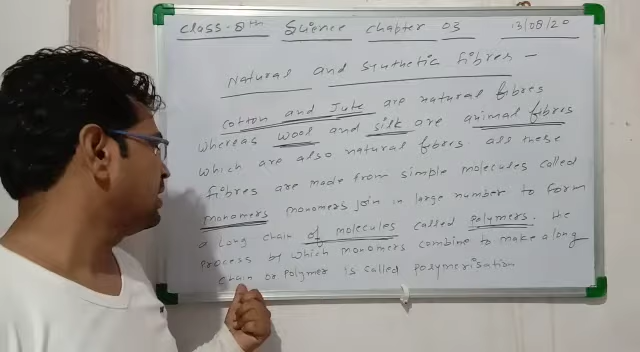 Class-8th Science Chapter 03 13/08/20
Natural and Synthetic fibres -
Cotton and Jute are natural fibres
whereas wool and silk are animal fibres
which are also natural fibres. all these
fibres are made from simple molecules called
monomers monomers join in large number to form
a long chain of molecules called polymers. the
process by which monomers combine to make a long
chain or polymer is called polymerisation